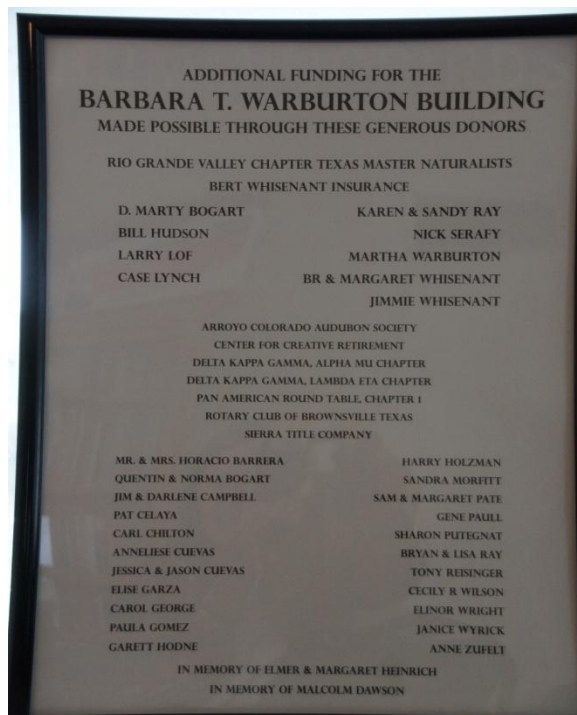 ADDITIONAL FUNDING FOR THE
BARBARA T. WARBURTON BUILDING
MADE POSSIBLE THROUGH THESE GENEROUS DONORS
RIO GRANDE VALLEY CHAPTER TEXAS MASTER NATURALISTS
BERT WHISENANT INSURANCE
D. MARTY BOGART KAREN & SANDY RAY
BILL HUDSON NICK SERAFY
LARRY LOF MARTHA WARBURTON
CASE LYNCH BR & MARGARET WHISENANT
JIMMIE WHISENANT
ARROYO COLORADO AUDUBON SOCIETY
CENTER FOR CREATIVE RETIREMENT
DELTA KAPPA GAMMA, ALPHA MU CHAPTER
DELTA KAPPA GAMMA, LAMBDA ETA CHAPTER
PAN AMERICAN ROUND TABLE, CHAPTER I
ROTARY CLUB OF BROWNSVILLE TEXAS
SIERRA TITLE COMPANY
MR. & MRS. HORACIO BARRERA HARRY HOLZMAN
QUENTIN & NORMA BOGART SANDRA MORFITT
JIM & DARLENE CAMPBELL SAM & MARGARET PATE
PAT CELAYA GENE PAULL
CARL CHILTON SHARON PUTEGNAT
ANNELIESE CUEVAS BRYAN & LISA RAY
JESSICA & JASON CUEVAS TONY REISINGER
ELISE GARZA CECILY R WILSON
CAROL GEORGE ELINOR WRIGHT
PAULA GOMEZ JANICE WYRICK
GARETT HODNE ANNE ZUFELT
IN MEMORY OF ELMER & MARGARET HEINRICH
IN MEMORY OF MALCOLM DAWSON